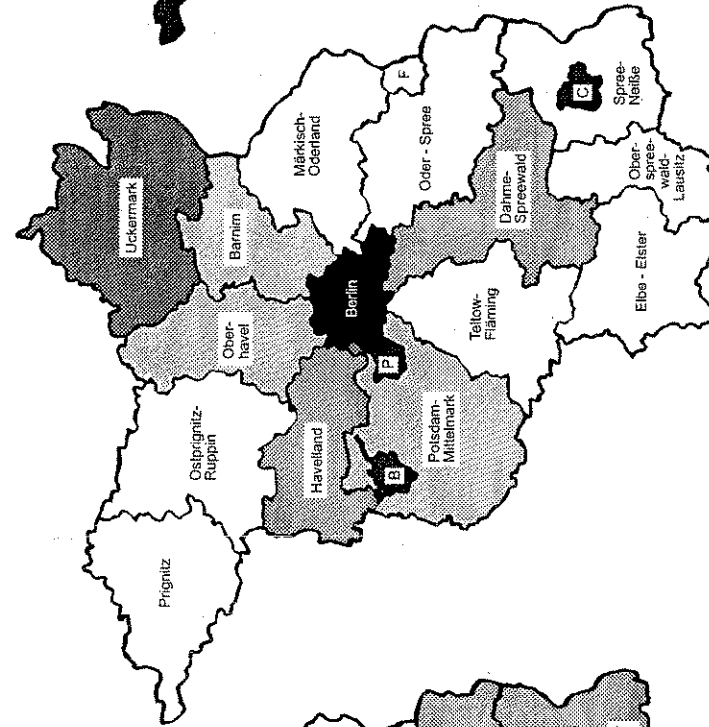 Uckermark
Prignitz
Ostprignitz-
Ruppin
Ober-
havel
Barnim
Märkisch-
Oderland
Havelland
Berlin
F
P
B
Potsdam-
Mittelmark
Teltow-
Fläming
Oder - Spree
Dahme-
Spreewald
C
Spree-
Neiße
Ober-
spree-
wald-
Lausitz
Elbe - Elster